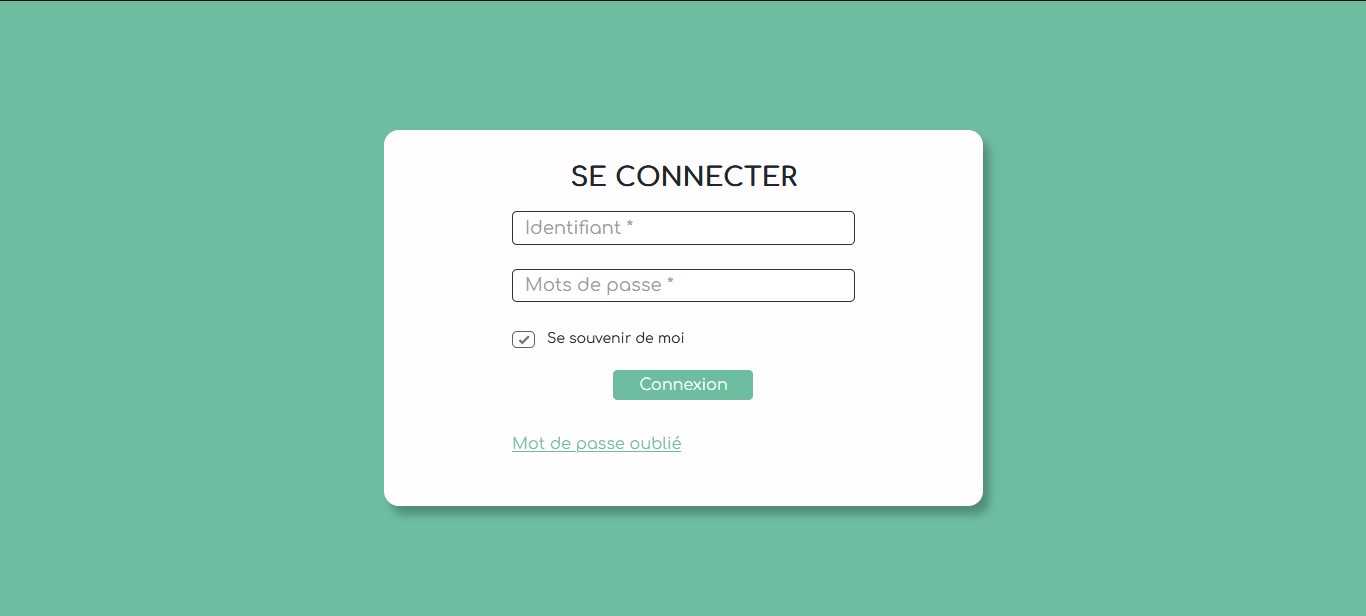 SE CONNECTER
Identifiant *
Mots de passe *
Se souvenir de moi
Connexion
Mot de passe oublié